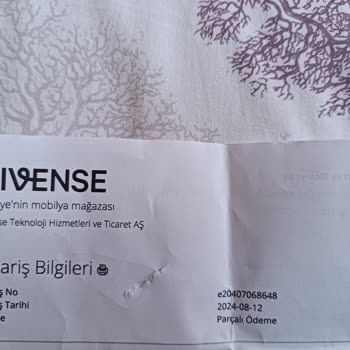 IVENSE
ye'nin mobilya mağazası
se Teknoloji Hizmetleri ve Ticaret AŞ
ariş Bilgileri
ş No e20407068648
ş Tarihi 2024-08-12
e Parçalı Ödeme